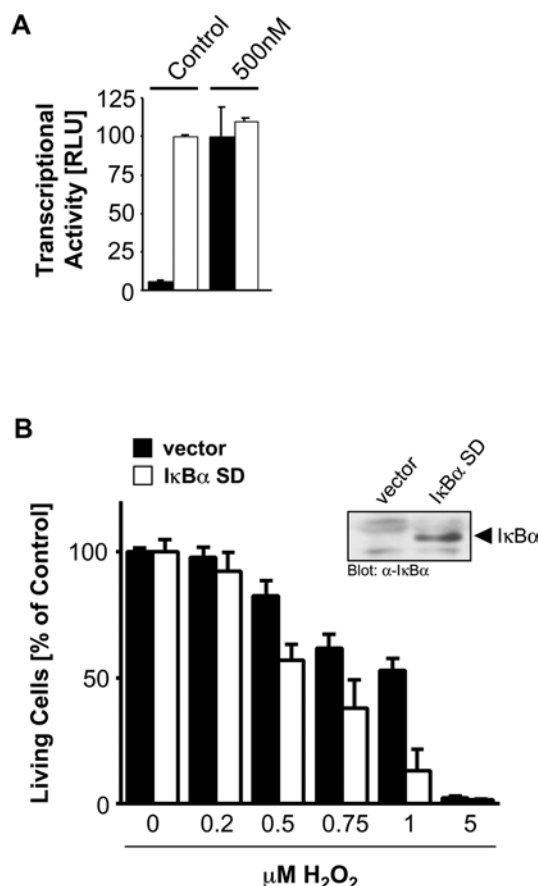 A
Control
500nM
Transcriptional
Activity [RLU]
125
100
75
50
25
0
B
vector
IκBα SD
vector
IκBα SD
IκBα
Blot: α-IκBα
Living Cells [% of Control]
100
50
0
0 0.2 0.5 0.75 1 5
μM H₂O₂